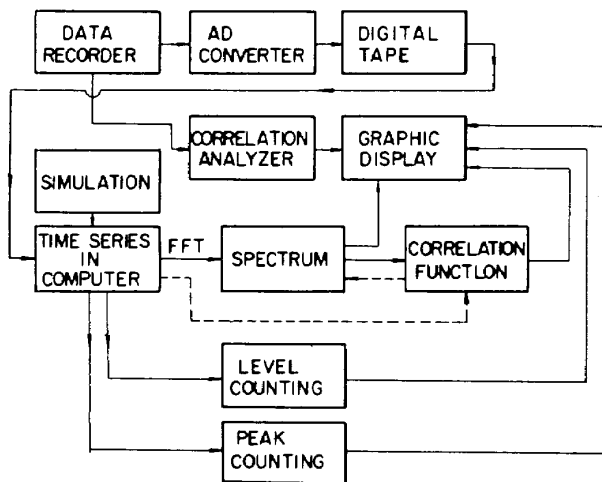 DATA
RECORDER
AD
CONVERTER
DIGITAL
TAPE
CORRELATION
ANALYZER
GRAPHIC
DISPLAY
SIMULATION
TIME SERIES
IN
COMPUTER
FFT
SPECTRUM
CORRELATION
FUNCTLON
LEVEL
COUNTING
PEAK
COUNTING